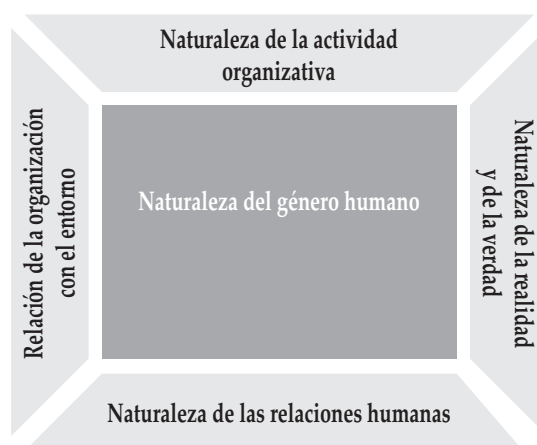 Naturaleza de la actividad
organizativa
Relación de la organización
con el entorno
Naturaleza del género humano
Naturaleza de la realidad
y de la verdad
Naturaleza de las relaciones humanas